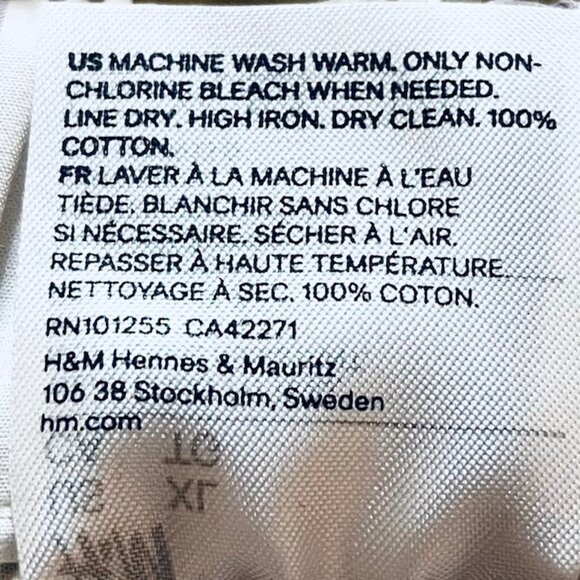 US MACHINE WASH WARM. ONLY NON-
CHLORINE BLEACH WHEN NEEDED.
LINE DRY. HIGH IRON. DRY CLEAN. 100%
COTTON.
FR LAVER À LA MACHINE À L'EAU
TIÈDE. BLANCHIR SANS CHLORE
SI NÉCESSAIRE. SÉCHER À L'AIR.
REPASSER À HAUTE TEMPÉRATURE.
NETTOYAGE À SEC. 100% COTON.
RN101255 CA42271
H&M Hennes & Mauritz
106 38 Stockholm, Sweden
hm.com